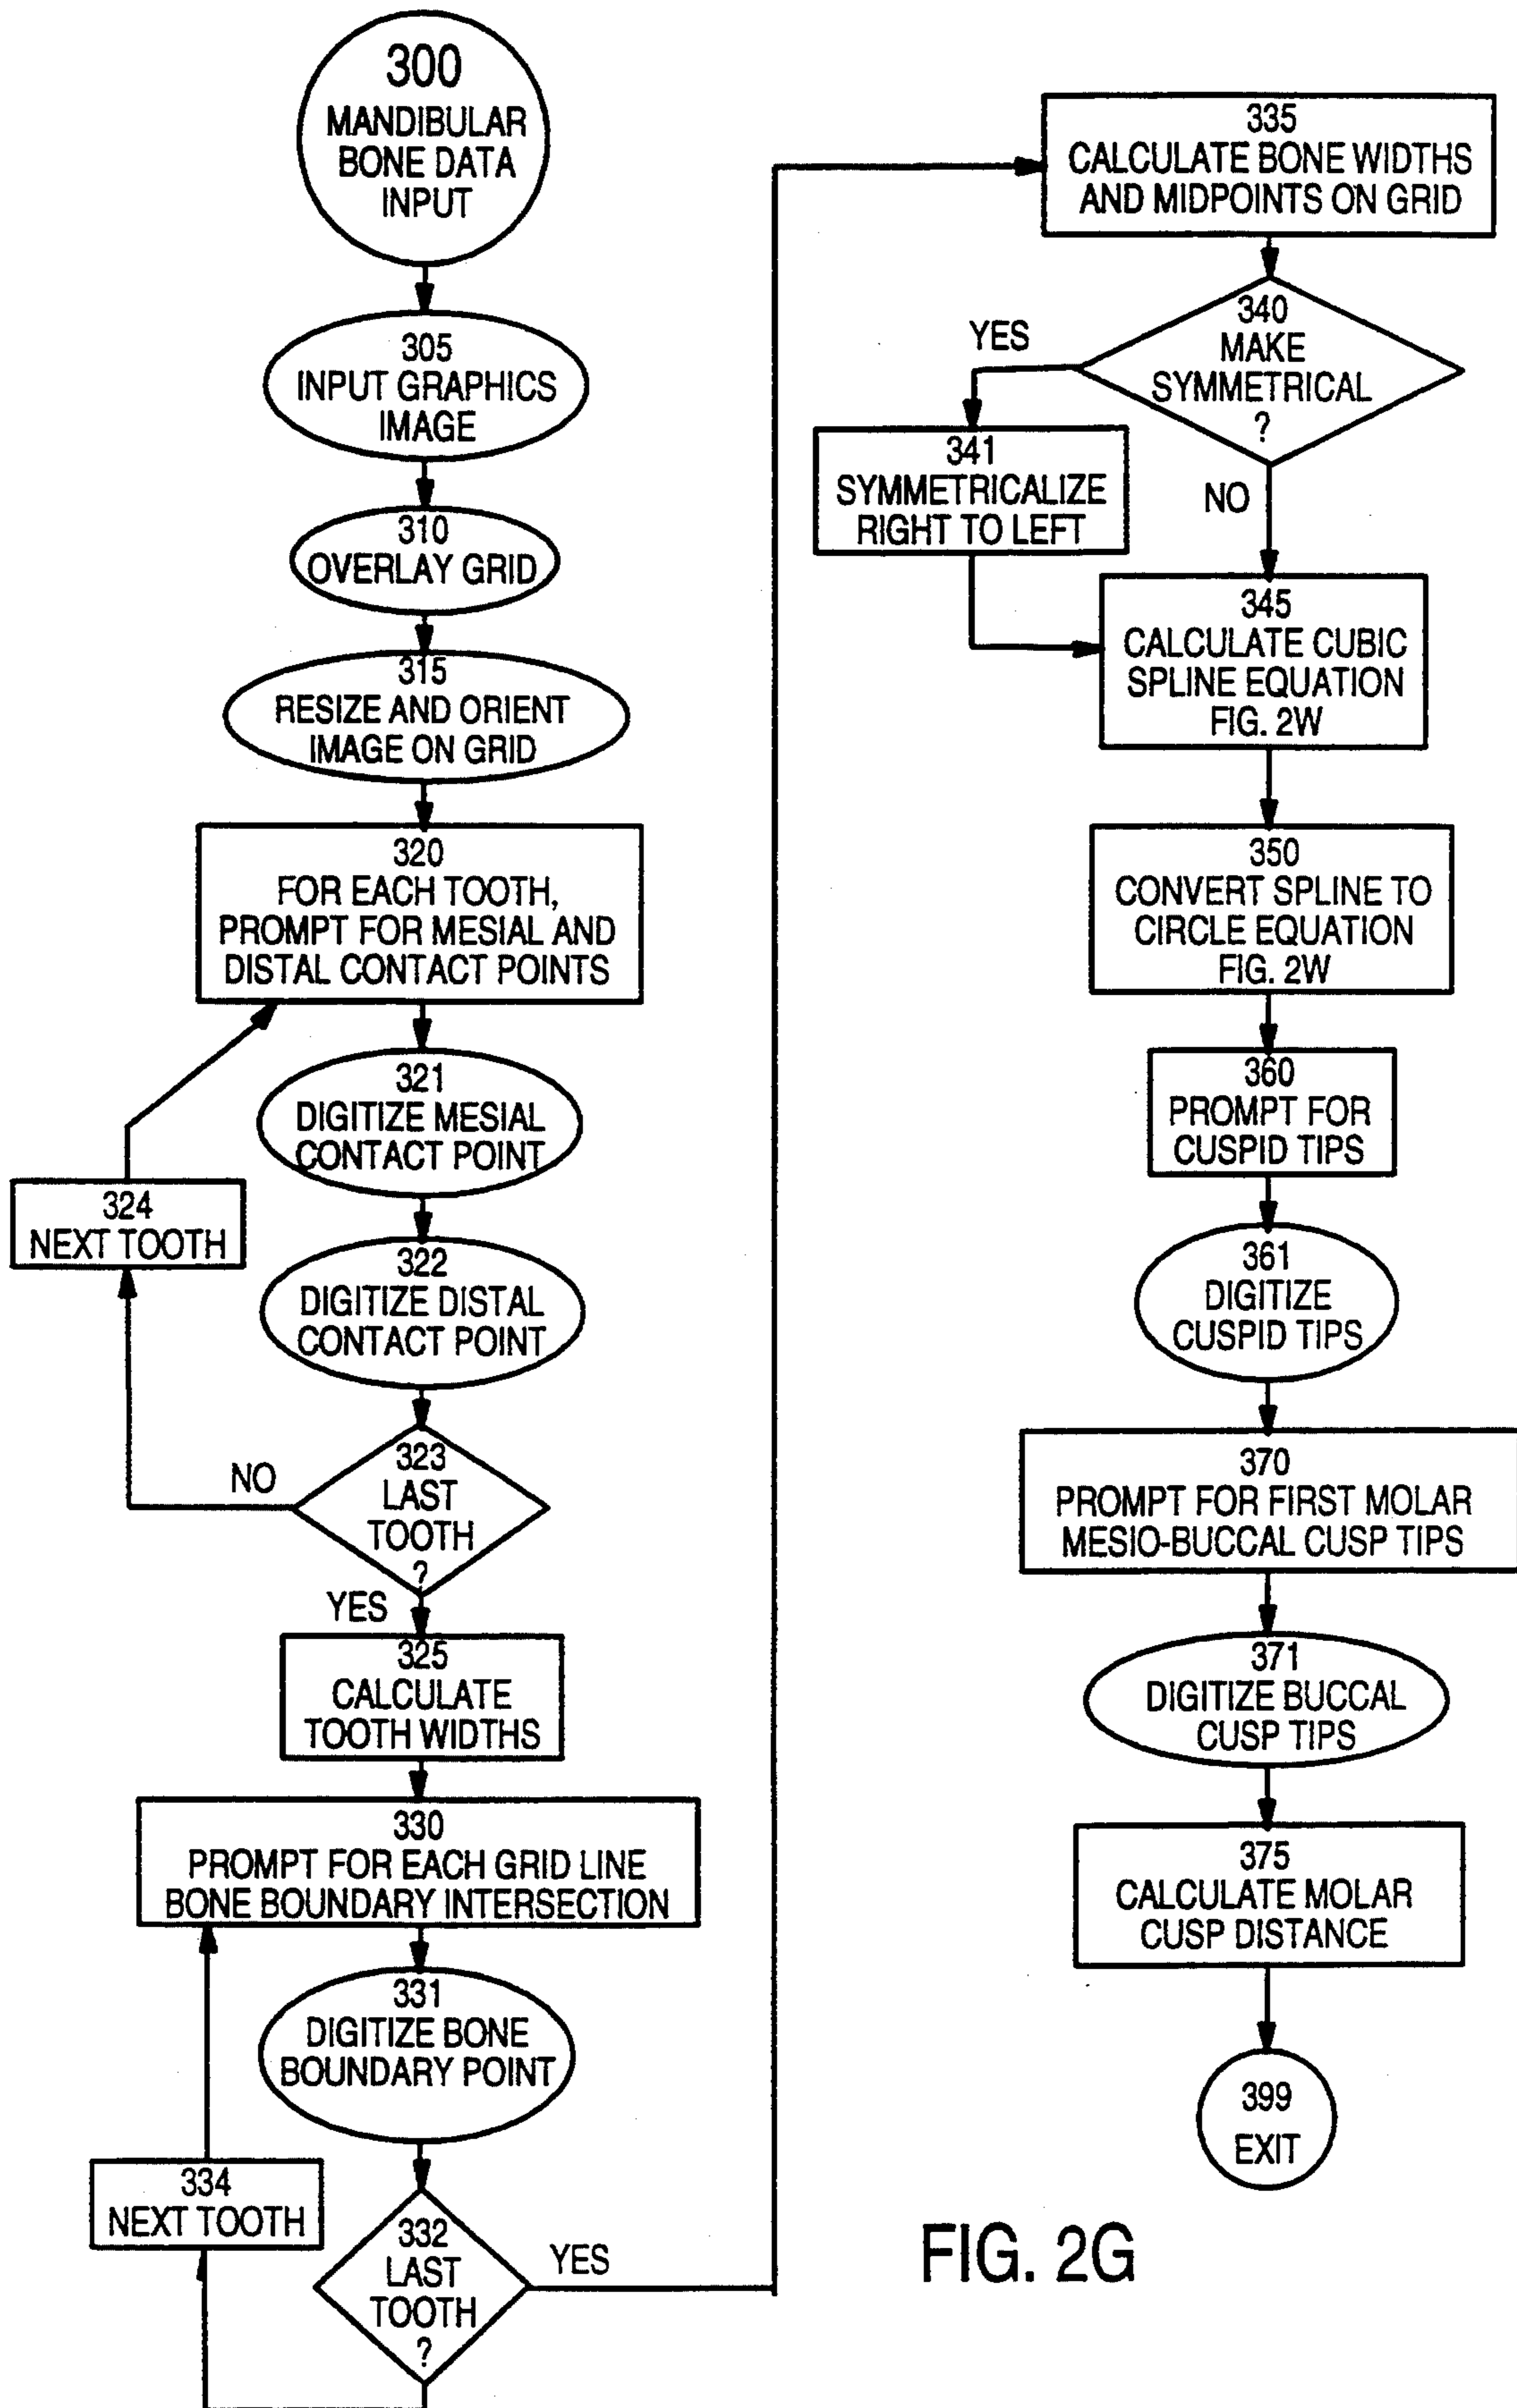 300
MANDIBULAR
BONE DATA
INPUT
305
INPUT GRAPHICS
IMAGE
310
OVERLAY GRID
315
RESIZE AND ORIENT
IMAGE ON GRID
320
FOR EACH TOOTH,
PROMPT FOR MESIAL AND
DISTAL CONTACT POINTS
321
DIGITIZE MESIAL
CONTACT POINT
324
NEXT TOOTH
322
DIGITIZE DISTAL
CONTACT POINT
323
LAST
TOOTH
?
NO
YES
325
CALCULATE
TOOTH WIDTHS
330
PROMPT FOR EACH GRID LINE
BONE BOUNDARY INTERSECTION
331
DIGITIZE BONE
BOUNDARY POINT
334
NEXT TOOTH
332
LAST
TOOTH
?
YES
335
CALCULATE BONE WIDTHS
AND MIDPOINTS ON GRID
340
MAKE
SYMMETRICAL
?
YES
341
SYMMETRICALIZE
RIGHT TO LEFT
NO
345
CALCULATE CUBIC
SPLINE EQUATION
FIG. 2W
350
CONVERT SPLINE TO
CIRCLE EQUATION
FIG. 2W
360
PROMPT FOR
CUSPID TIPS
361
DIGITIZE
CUSPID TIPS
370
PROMPT FOR FIRST MOLAR
MESIO-BUCCAL CUSP TIPS
371
DIGITIZE BUCCAL
CUSP TIPS
375
CALCULATE MOLAR
CUSP DISTANCE
399
EXIT
FIG. 2G